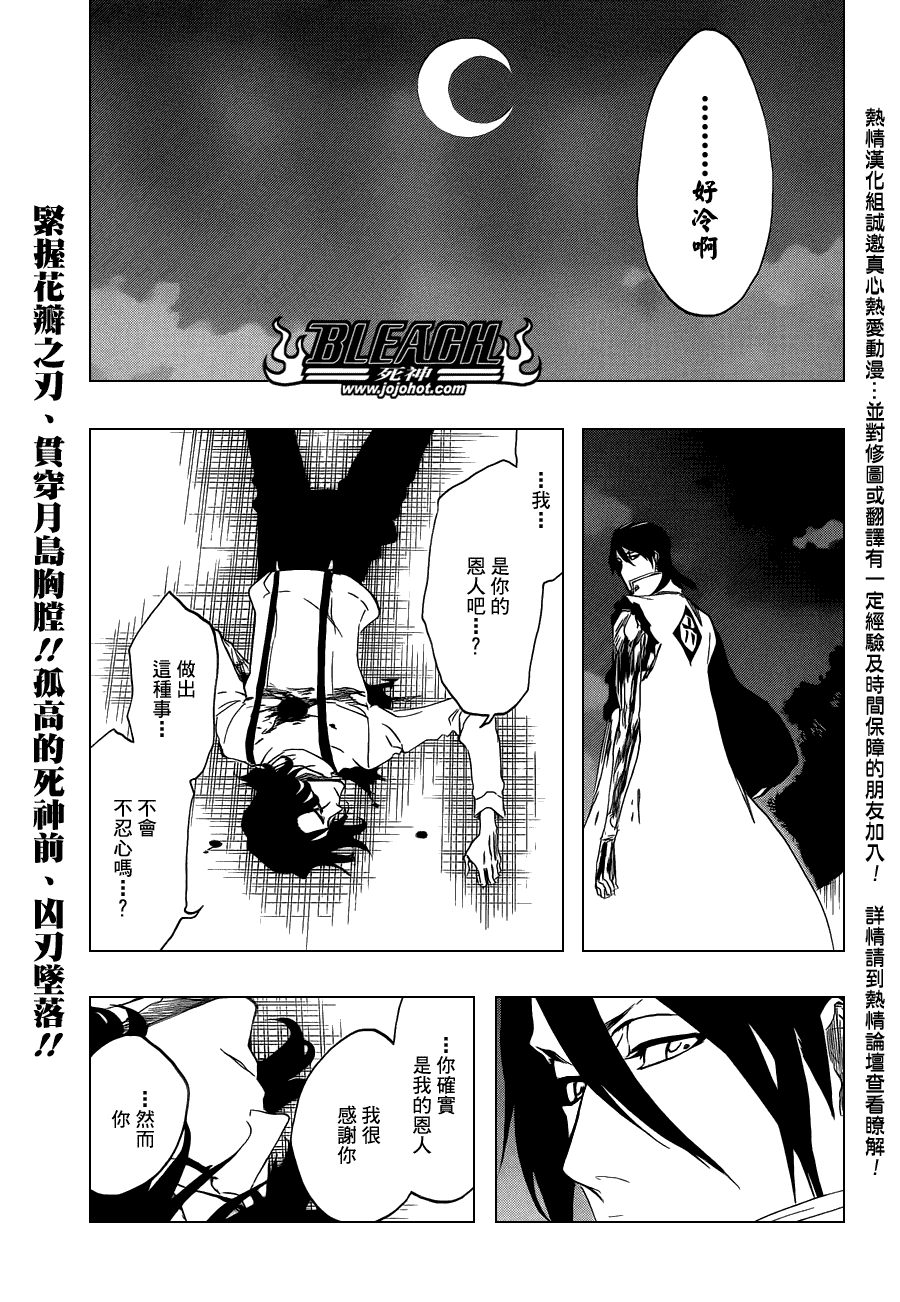 熱情漢化組誠邀真心熱愛動漫…並對修圖或翻譯有一定經驗及時間保障的朋友加入！ 詳情請到熱情論壇查看瞭解！
………好冷啊
BLEACH
死神
www.jojohot.com
…我…
是你的
恩人吧…?
做出
這種事…
不會
不忍心嗎…?
…你確實
是我的恩人
我很
感謝你
…然而
你
緊握花瓣之刃、貫穿月島胸膛!!孤高的死神前、凶刃墜落!!